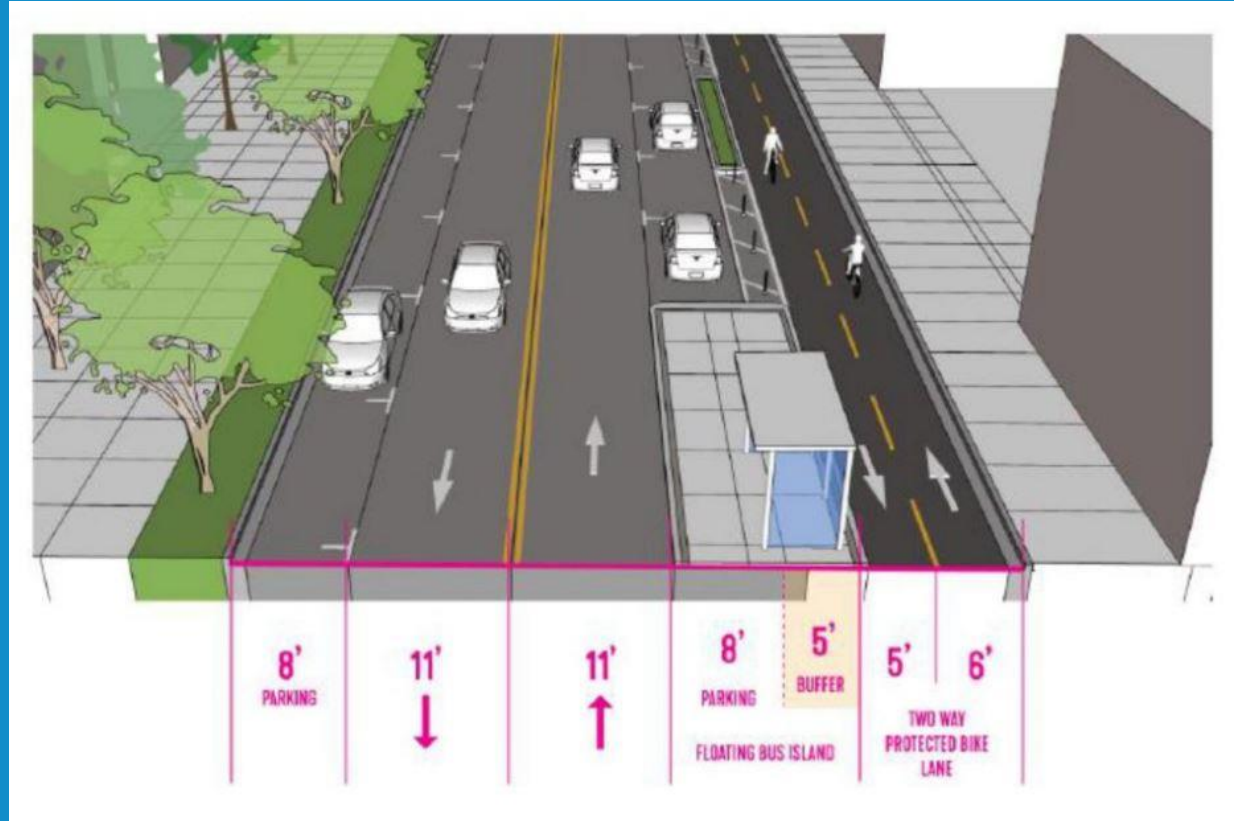 8'
PARKING
11'
11'
8'
PARKING
5'
BUFFER
FLOATING BUS ISLAND
5'
6'
TWO WAY
PROTECTED BIKE
LANE